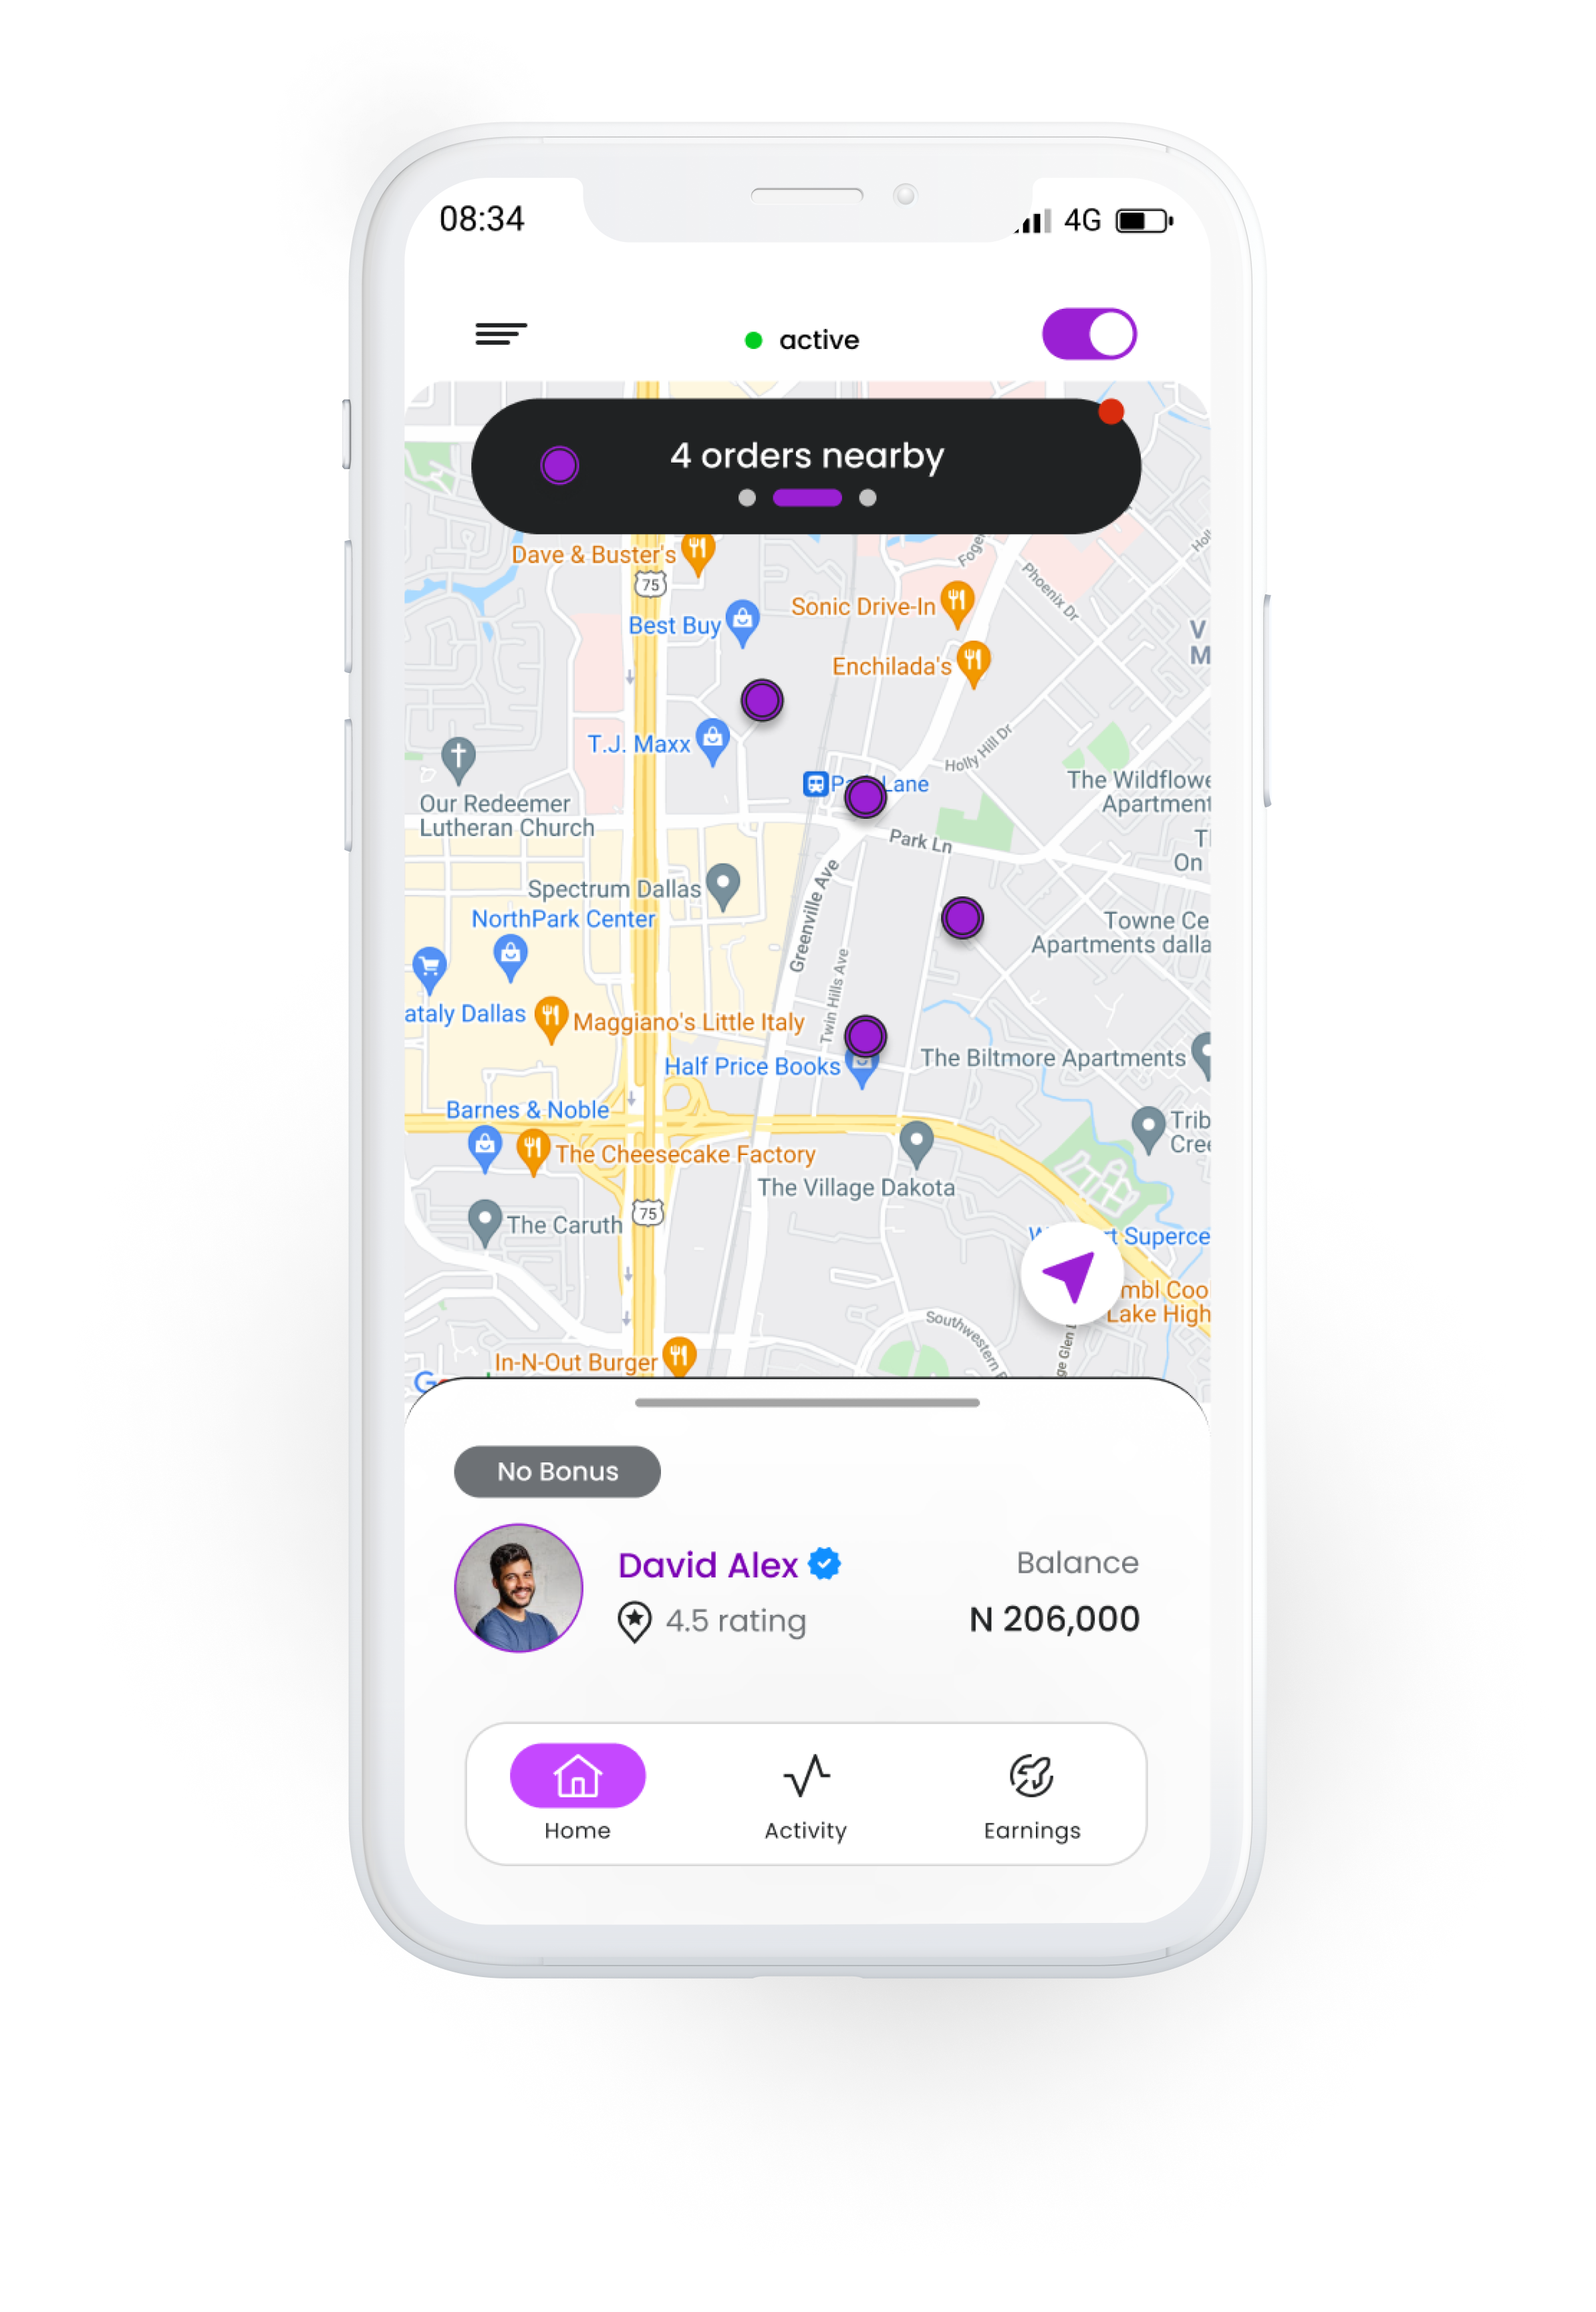 08:34
4G
active
4 orders nearby
Dave & Buster's
75
Best Buy
Sonic Drive-In
Enchilada's
Phoenix Dr
T.J. Maxx
Holly Hill Dr
Lane
Our Redeemer
Lutheran Church
The Wildflowe
Apartment
Park Ln
On
Spectrum Dallas
NorthPark Center
Greenville Ave
Towne Ce
Apartments dalla
Twin Hills Ave
ataly Dallas
Maggiano's Little Italy
Half Price Books
The Biltmore Apartments
Barnes & Noble
Trib
Cree
The Cheesecake Factory
The Village Dakota
The Caruth
75
rt Superce
mbl Coo
Lake High
Southwestern
ge Glen
In-N-Out Burger
No Bonus
David Alex
Balance
4.5 rating
N 206,000
Home
Activity
Earnings